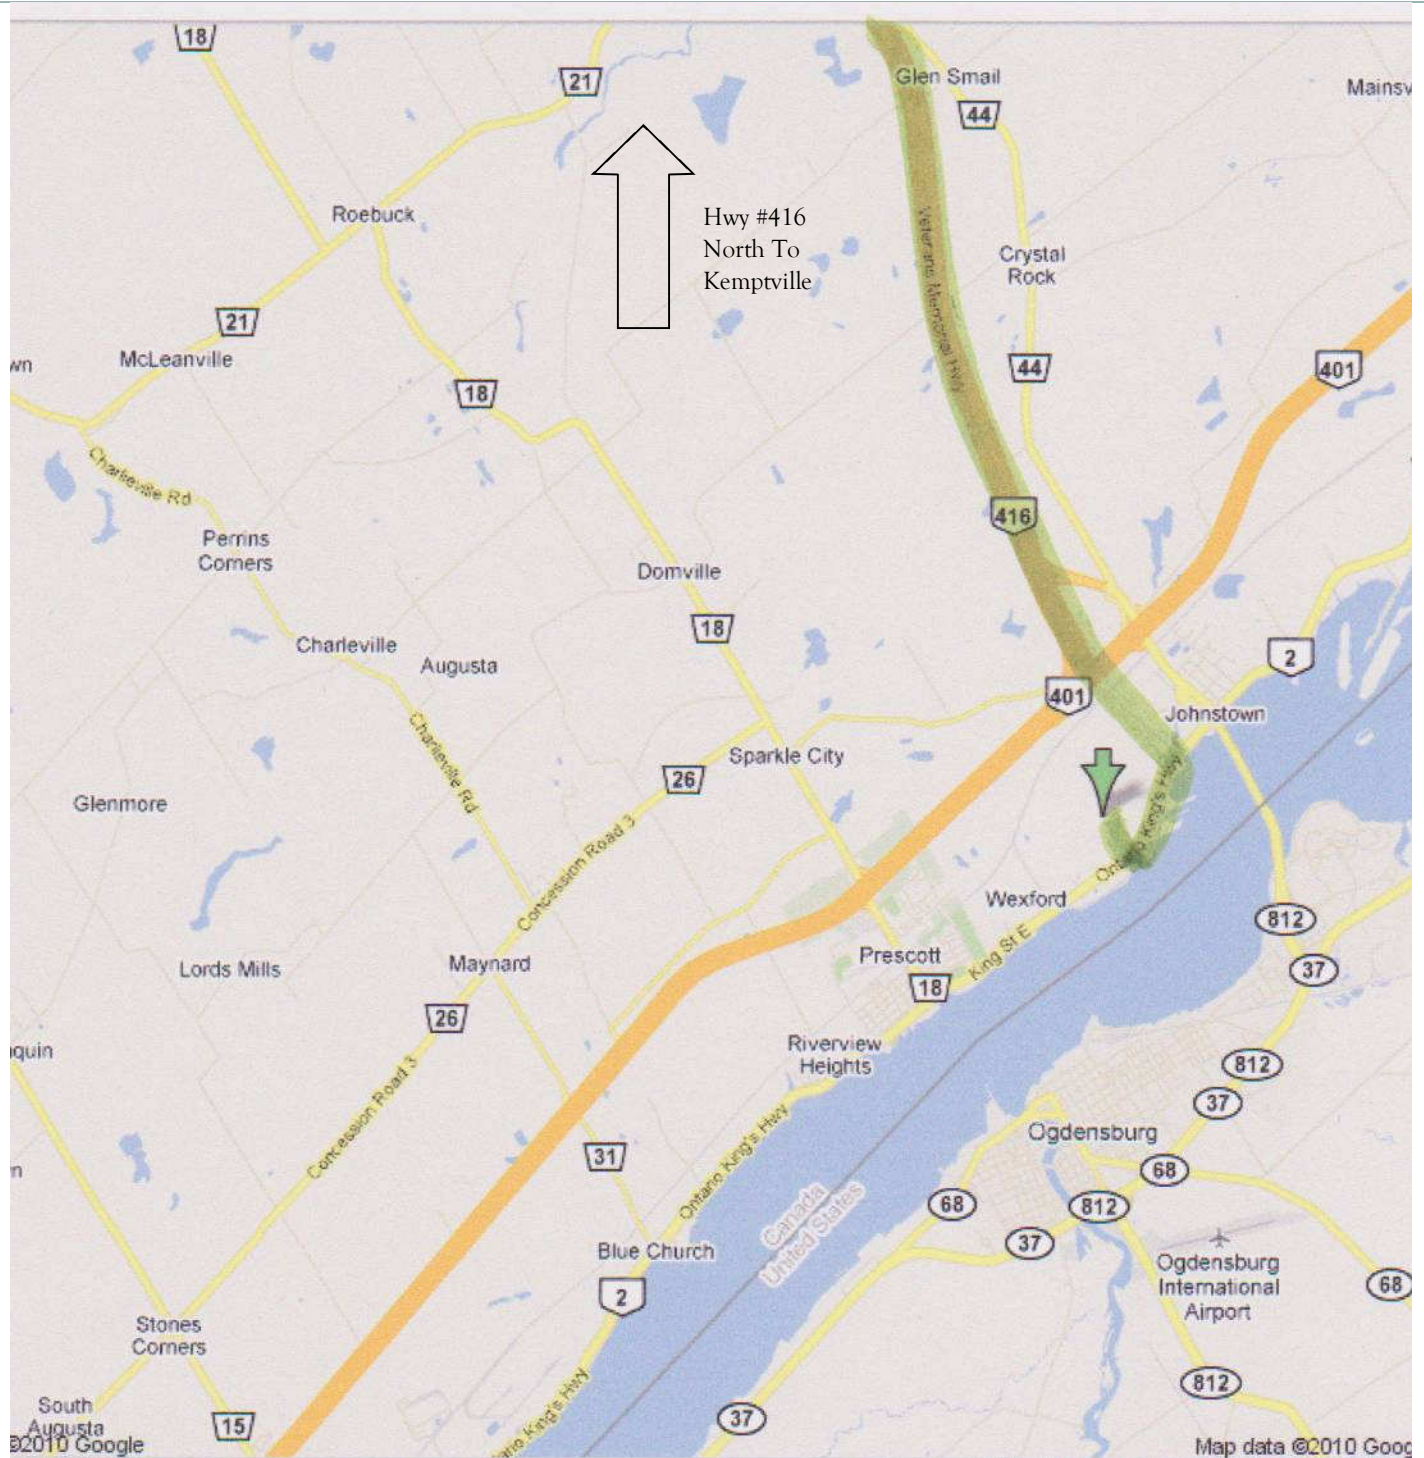 18
21
Glen Smail
44
Mainsv
Roebuck
Hwy #416
North To
Kemptville
Veterans Memorial Hwy
Crystal
Rock
21
McLeanville
wn
18
44
401
Charleville Rd
416
Perrins
Corners
Domville
18
Charleville
Augusta
2
401
Johnstown
Charleville Rd
Sparkle City
26
Glenmore
Concession Road 3
Ontario King's Hwy
Wexford
812
Prescott
King St E
37
Lords Mills
Maynard
18
26
quin
Riverview
Heights
812
37
Concession Road 3
Ontario King's Hwy
Ogdensburg
31
68
68
812
Canada
United States
37
Blue Church
Ogdensburg
International
Airport
68
2
Stones
Corners
812
South
Augusta
15
37
ario King's Hwy
©2010 Google
Map data ©2010 Goog